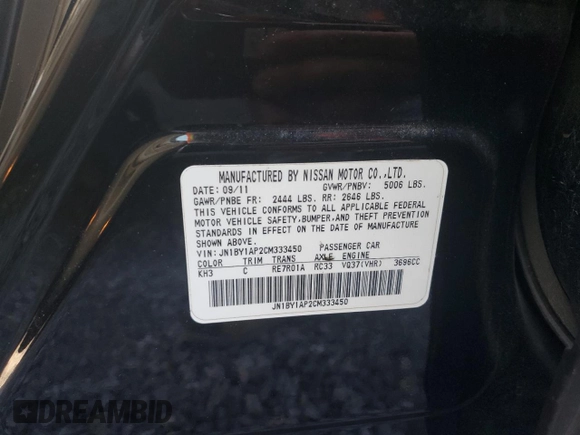 MANUFACTURED BY NISSAN MOTOR CO.,LTD.
DATE: 09/11 GVWR/PNBV: 5006 LBS.
GAWR/PNBE FR: 2444 LBS. RR: 2646 LBS.
THIS VEHICLE CONFORMS TO ALL APPLICABLE FEDERAL
MOTOR VEHICLE SAFETY,BUMPER,AND THEFT PREVENTION
STANDARDS IN EFFECT ON THE DATE OF MANUFACTURE
SHOWN ABOVE.
VIN: JN1BY1AP2CM333450 PASSENGER CAR
COLOR TRIM TRANS AXLE ENGINE
KH3 C RE7R01A RC33 VQ37(VHR) 3696CC
JN1BY1AP2CM333450
DREAMBID